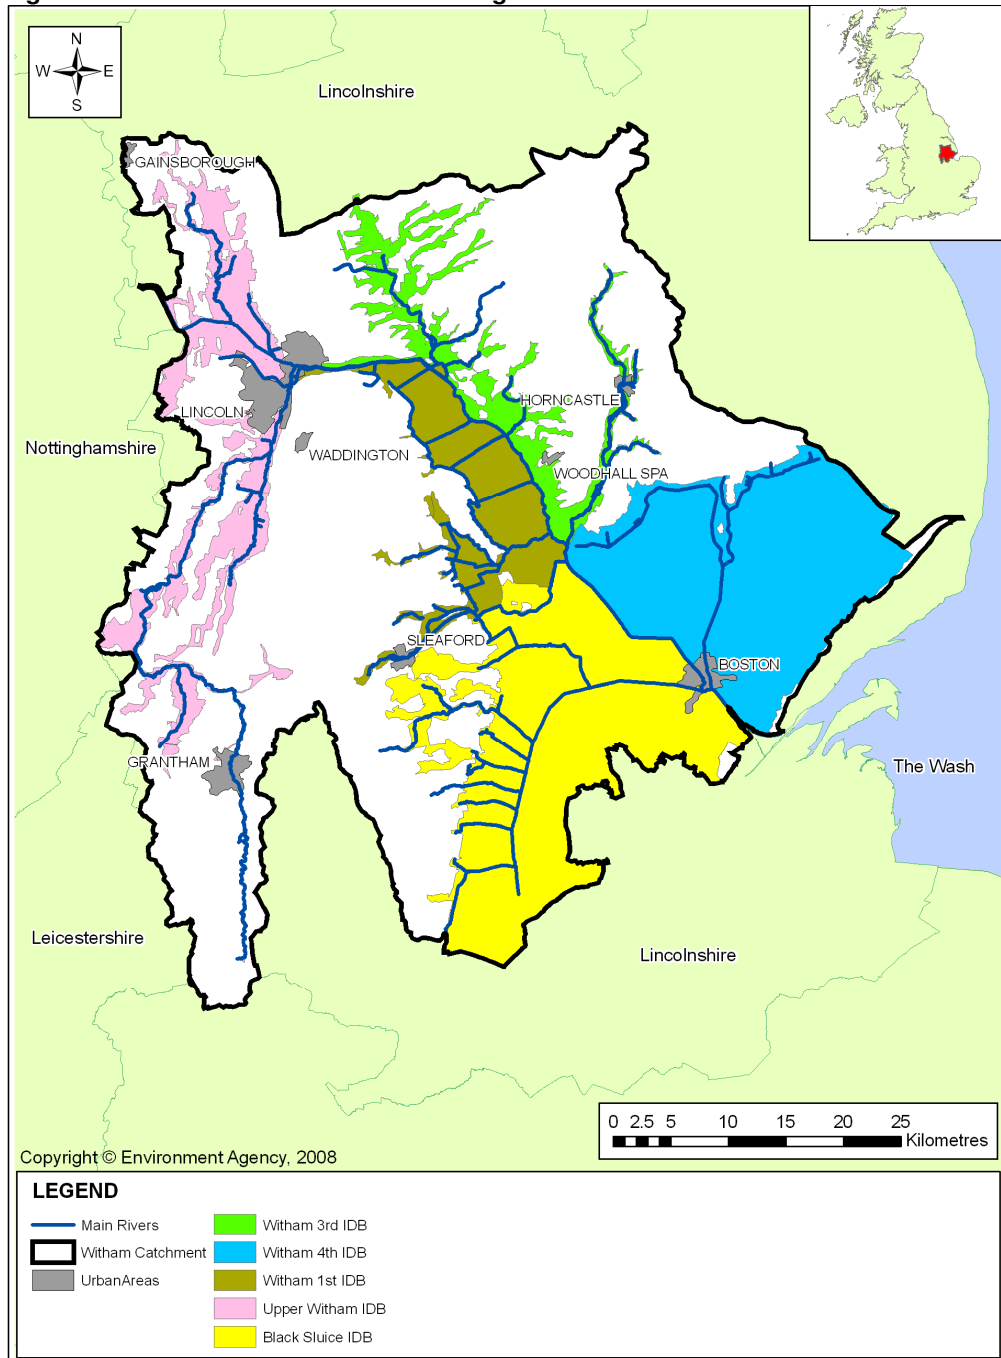 N
W E
S
Lincolnshire
GAINSBOROUGH
LINCOLN
HORNCASTLE
Nottinghamshire
WADDINGTON
WOODHALL SPA
SLEAFORD
BOSTON
GRANTHAM
The Wash
Leicestershire
Lincolnshire
0 2.5 5 10 15 20 25
Kilometres
Copyright © Environment Agency, 2008
LEGEND
Main Rivers
Witham Catchment
UrbanAreas
Witham 3rd IDB
Witham 4th IDB
Witham 1st IDB
Upper Witham IDB
Black Sluice IDB